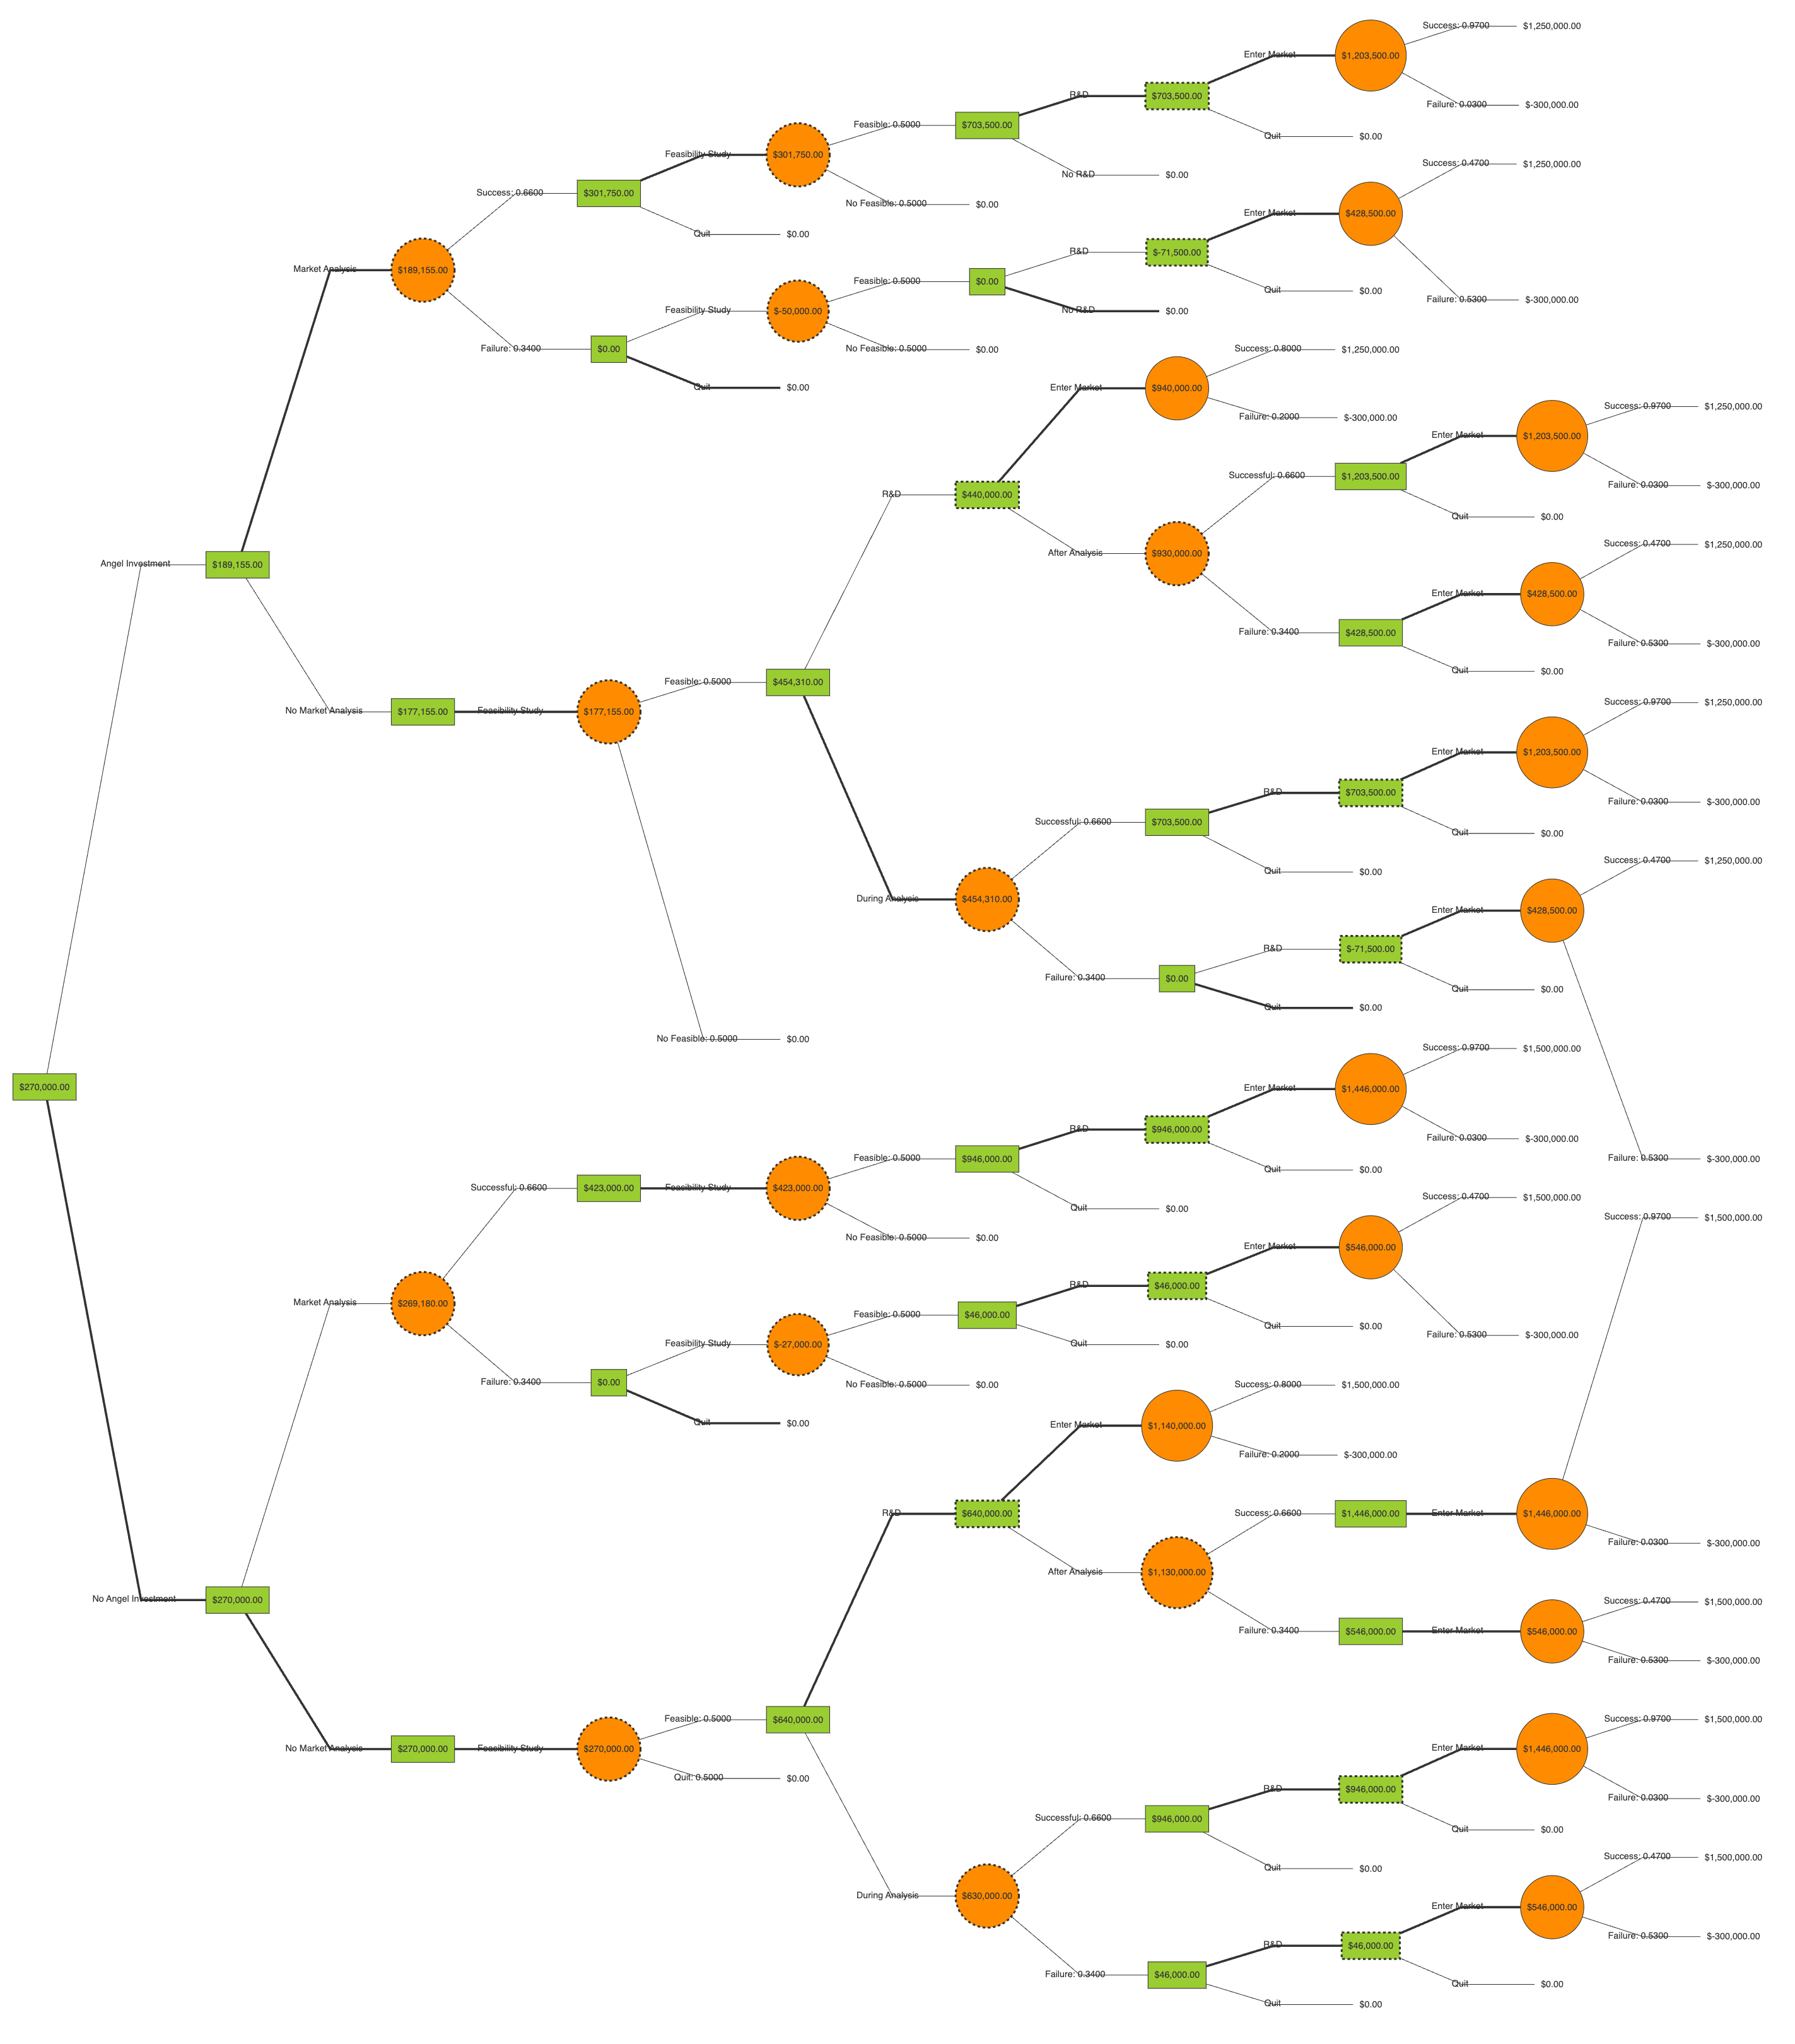 Success: 0.9700 $1,250,000.00
Enter Market $1,203,500.00
R&D $703,500.00
Failure: 0.0300 $-300,000.00
Feasible: 0.5000 $703,500.00
Quit $0.00
Feasibility Study $301,750.00
Success: 0.4700 $1,250,000.00
No R&D $0.00
Success: 0.6600 $301,750.00
No Feasible: 0.5000 $0.00
Enter Market $428,500.00
Quit $0.00
R&D $-71,500.00
Market Analysis $189,155.00
Feasible: 0.5000 $0.00
Quit $0.00
Failure: 0.5300 $-300,000.00
Feasibility Study $-50,000.00
No R&D $0.00
Failure: 0.3400 $0.00
No Feasible: 0.5000 $0.00
Success: 0.8000 $1,250,000.00
Quit $0.00
Enter Market $940,000.00
Success: 0.9700 $1,250,000.00
Failure: 0.2000 $-300,000.00
Enter Market $1,203,500.00
Successful: 0.6600 $1,203,500.00
Failure: 0.0300 $-300,000.00
R&D $440,000.00
Quit $0.00
Success: 0.4700 $1,250,000.00
After Analysis $930,000.00
Angel Investment $189,155.00
Enter Market $428,500.00
Failure: 0.3400 $428,500.00
Failure: 0.5300 $-300,000.00
Quit $0.00
Feasible: 0.5000 $454,310.00
Success: 0.9700 $1,250,000.00
No Market Analysis $177,155.00
Feasibility Study $177,155.00
Enter Market $1,203,500.00
R&D $703,500.00
Failure: 0.0300 $-300,000.00
Successful: 0.6600 $703,500.00
Quit $0.00
Success: 0.4700 $1,250,000.00
Quit $0.00
During Analysis $454,310.00
Enter Market $428,500.00
R&D $-71,500.00
Failure: 0.3400 $0.00
Quit $0.00
Quit $0.00
No Feasible: 0.5000 $0.00
Success: 0.9700 $1,500,000.00
$270,000.00
Enter Market $1,446,000.00
R&D $946,000.00
Failure: 0.0300 $-300,000.00
Feasible: 0.5000 $946,000.00
Failure: 0.5300 $-300,000.00
Quit $0.00
Successful: 0.6600 $423,000.00
Feasibility Study $423,000.00
Success: 0.4700 $1,500,000.00
Quit $0.00
Success: 0.9700 $1,500,000.00
No Feasible: 0.5000 $0.00
Enter Market $546,000.00
R&D $46,000.00
Market Analysis $269,180.00
Feasible: 0.5000 $46,000.00
Quit $0.00
Failure: 0.5300 $-300,000.00
Feasibility Study $-27,000.00
Quit $0.00
Failure: 0.3400 $0.00
No Feasible: 0.5000 $0.00
Success: 0.8000 $1,500,000.00
Quit $0.00
Enter Market $1,140,000.00
Failure: 0.2000 $-300,000.00
R&D $640,000.00
Success: 0.6600 $1,446,000.00
Enter Market $1,446,000.00
Failure: 0.0300 $-300,000.00
After Analysis $1,130,000.00
No Angel Investment $270,000.00
Success: 0.4700 $1,500,000.00
Failure: 0.3400 $546,000.00
Enter Market $546,000.00
Failure: 0.5300 $-300,000.00
Feasible: 0.5000 $640,000.00
Success: 0.9700 $1,500,000.00
No Market Analysis $270,000.00
Feasibility Study $270,000.00
Enter Market $1,446,000.00
Quit: 0.5000 $0.00
R&D $946,000.00
Failure: 0.0300 $-300,000.00
Successful: 0.6600 $946,000.00
Quit $0.00
Success: 0.4700 $1,500,000.00
Quit $0.00
During Analysis $630,000.00
Enter Market $546,000.00
Failure: 0.5300 $-300,000.00
R&D $46,000.00
Failure: 0.3400 $46,000.00
Quit $0.00
Quit $0.00